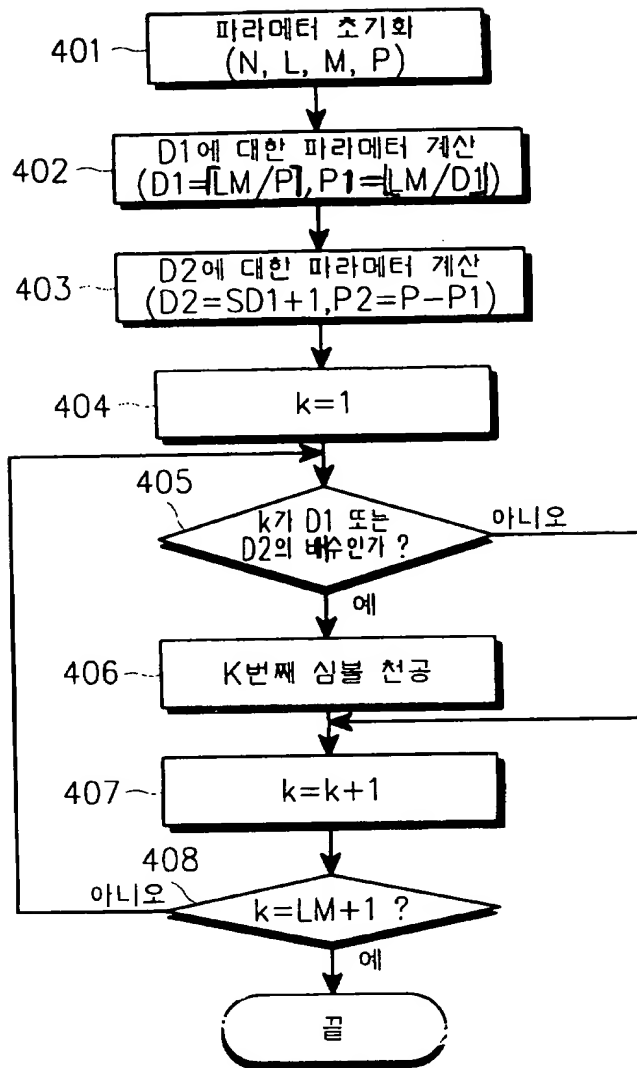 401
파라메터 초기화
(N, L, M, P)
402
D1에 대한 파라메터 계산
(D1=⌈LM/P⌉, P1=⌊LM/D1⌋)
403
D2에 대한 파라메터 계산
(D2=SD1+1,P2=P-P1)
404
k=1
405
k가 D1 또는
D2의 배수인가 ?
아니오
예
406
K번째 심볼 천공
407
k=k+1
408
아니오
k=LM+1 ?
예
끝